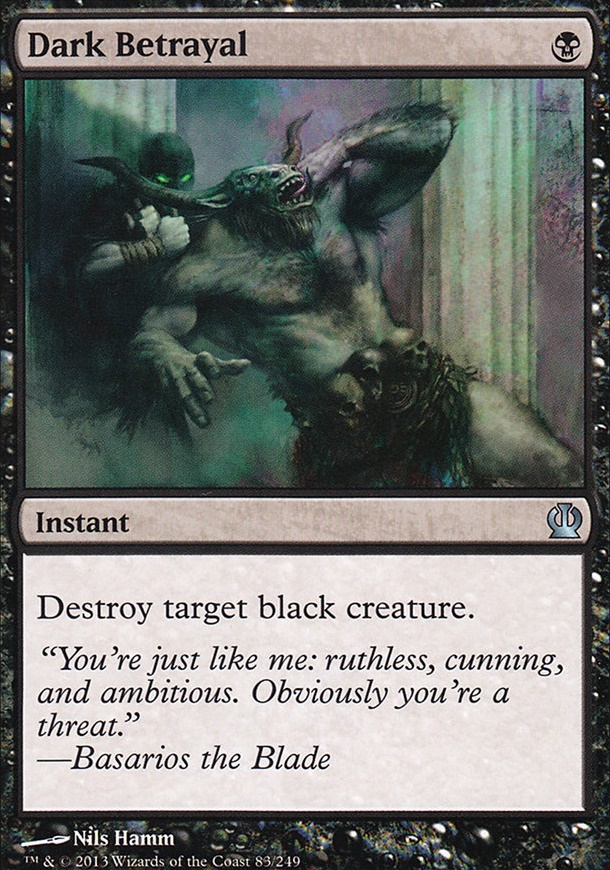 Dark Betrayal
Instant
Destroy target black creature.
“You’re just like me: ruthless, cunning,
and ambitious. Obviously you’re a
threat.”
—Basarios the Blade
Nils Hamm
™ & © 2013 Wizards of the Coast 83/249